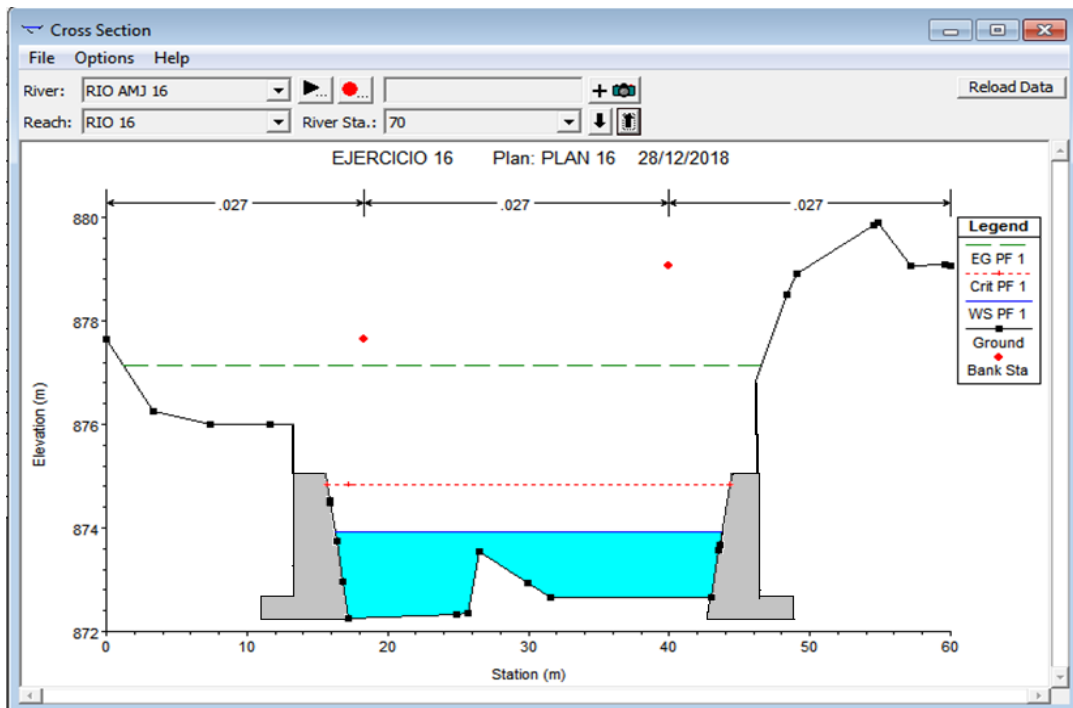 Cross Section
File Options Help
River: RIO AMJ 16
Reload Data
Reach: RIO 16 River Sta.: 70
EJERCICIO 16 Plan: PLAN 16 28/12/2018
.027 .027 .027
Legend
EG PF 1
Crit PF 1
WS PF 1
Ground
Bank Sta
880
878
876
874
872
Elevation (m)
0 10 20 30 40 50 60
Station (m)